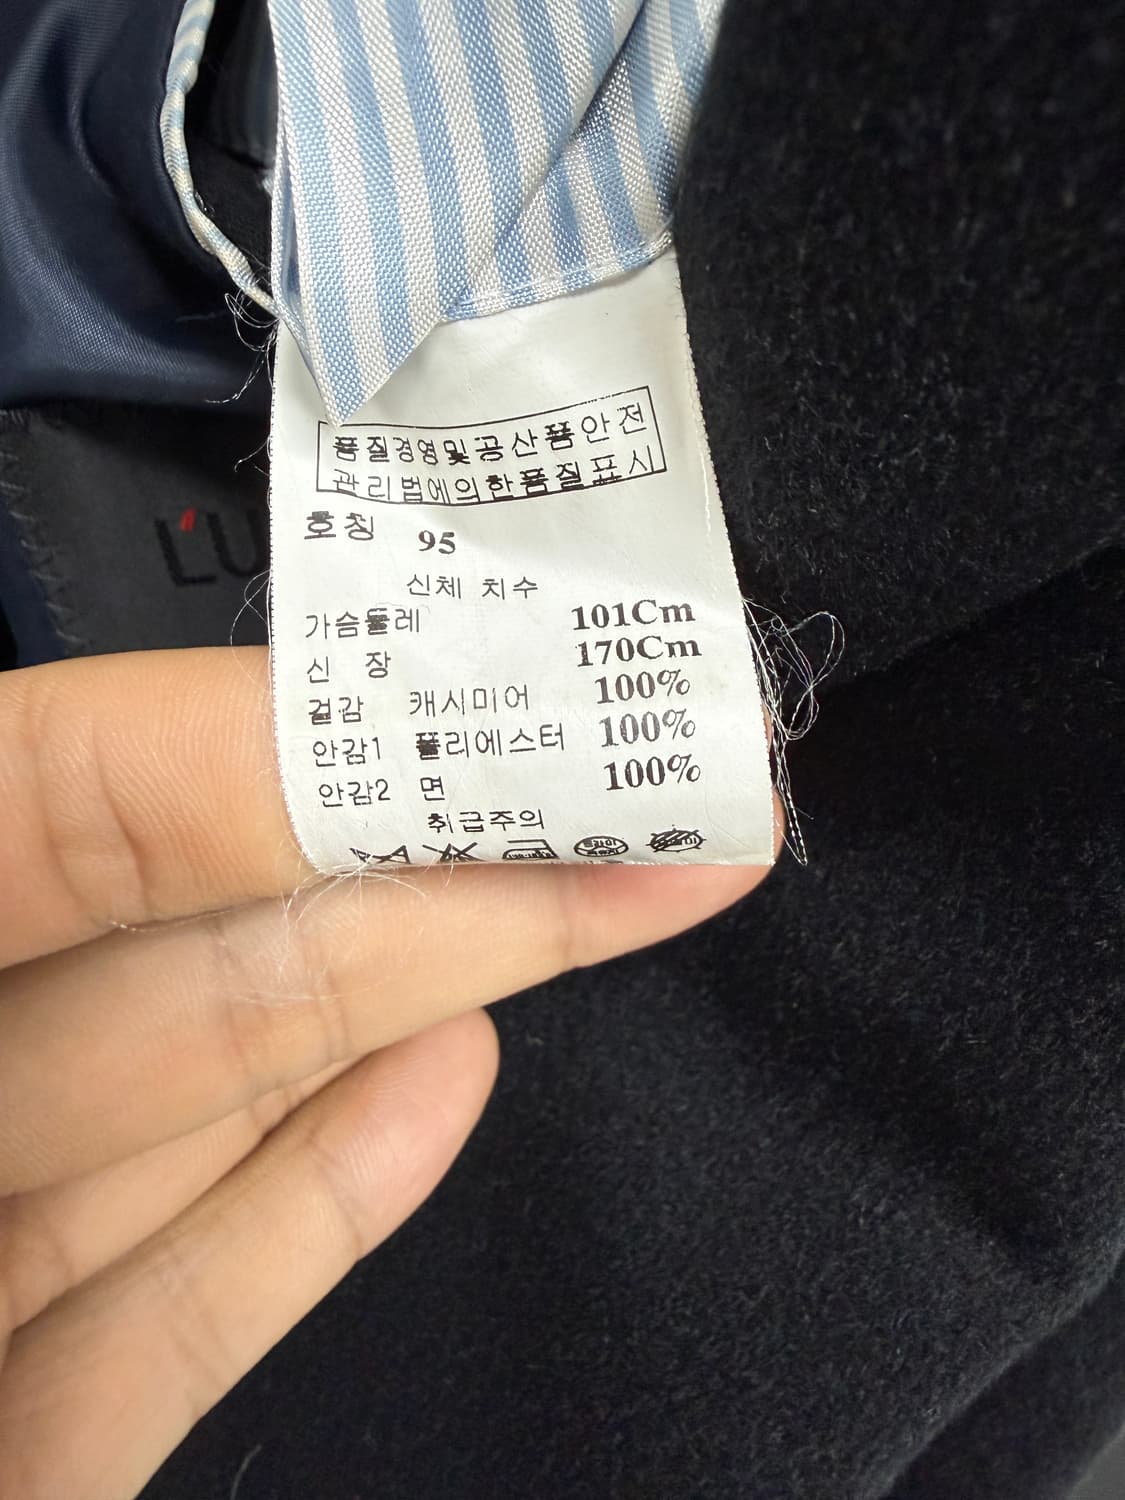 품질경영및공산품안전
관리법에의한품질표시
호칭 95
신체 치수
가슴둘레 101Cm
신 장 170Cm
겉감 캐시미어 100%
안감1 폴리에스터 100%
안감2 면 100%
취급주의
L'U